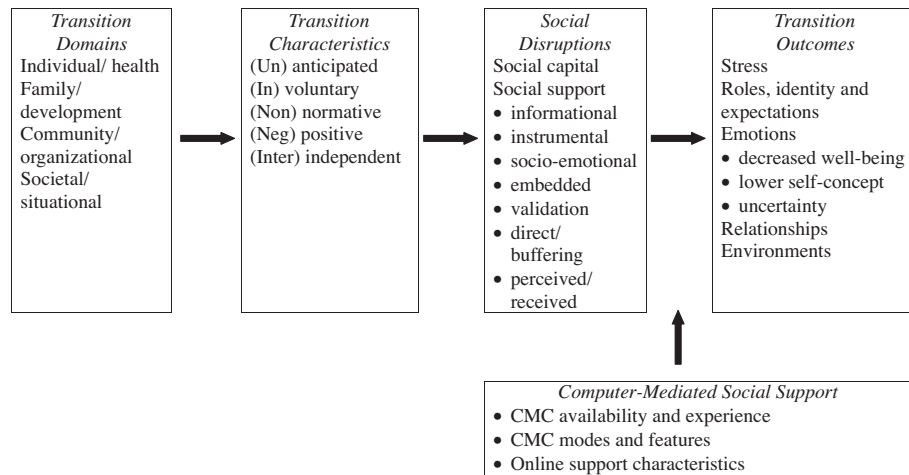 Transition
Domains
Individual/ health
Family/
development
Community/
organizational
Societal/
situational
Transition
Characteristics
(Un) anticipated
(In) voluntary
(Non) normative
(Neg) positive
(Inter) independent
Social
Disruptions
Social capital
Social support
• informational
• instrumental
• socio-emotional
• embedded
• validation
• direct/
buffering
• perceived/
received
Transition
Outcomes
Stress
Roles, identity and
expectations
Emotions
• decreased well-being
• lower self-concept
• uncertainty
Relationships
Environments
Computer-Mediated Social Support
• CMC availability and experience
• CMC modes and features
• Online support characteristics